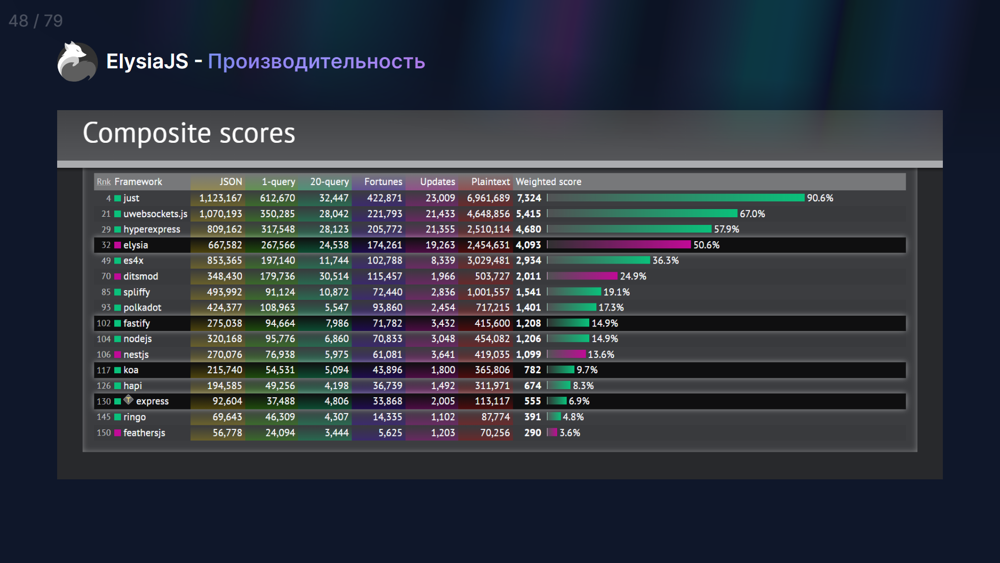 48 / 79
ElysiaJS - Производительность
Composite scores
Rnk Framework JSON 1-query 20-query Fortunes Updates Plaintext Weighted score
4 just 1,123,167 612,670 32,447 422,871 23,009 6,961,689 7,324 90.6%
21 uwebsockets.js 1,070,193 350,285 28,042 221,793 21,433 4,648,856 5,415 67.0%
29 hyperexpress 809,162 317,548 28,123 205,772 21,355 2,510,114 4,680 57.9%
32 elysia 667,582 267,566 24,538 174,261 19,263 2,454,631 4,093 50.6%
49 es4x 853,365 197,140 11,744 102,788 8,339 3,029,481 2,934 36.3%
70 ditsmod 348,430 179,736 30,514 115,457 1,966 503,727 2,011 24.9%
85 spliffy 493,992 91,124 10,872 72,440 2,836 1,001,557 1,541 19.1%
93 polkadot 424,377 108,963 5,547 93,860 2,454 717,215 1,401 17.3%
102 fastify 275,038 94,664 7,986 71,782 3,432 415,600 1,208 14.9%
104 nodejs 320,168 95,776 6,860 70,833 3,048 454,082 1,206 14.9%
106 nestjs 270,076 76,938 5,975 61,081 3,641 419,035 1,099 13.6%
117 koa 215,740 54,531 5,094 43,896 1,800 365,806 782 9.7%
126 hapi 194,585 49,256 4,198 36,739 1,492 311,971 674 8.3%
130 T express 92,604 37,488 4,806 33,868 2,005 113,117 555 6.9%
145 ringo 69,643 46,309 4,307 14,335 1,102 87,774 391 4.8%
150 feathersjs 56,778 24,094 3,444 5,625 1,203 70,256 290 3.6%